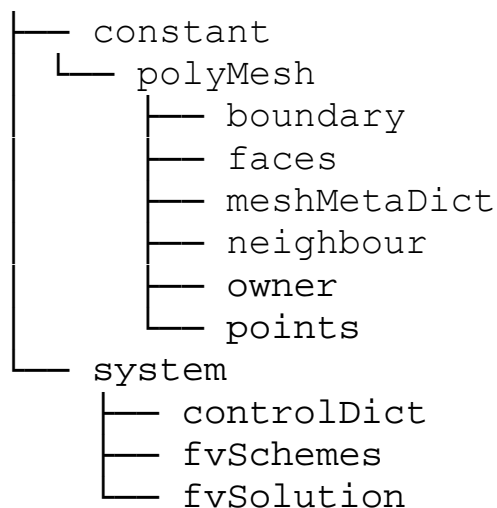 constant
polyMesh
boundary
faces
meshMetaDict
neighbour
owner
points
system
controlDict
fvSchemes
fvSolution